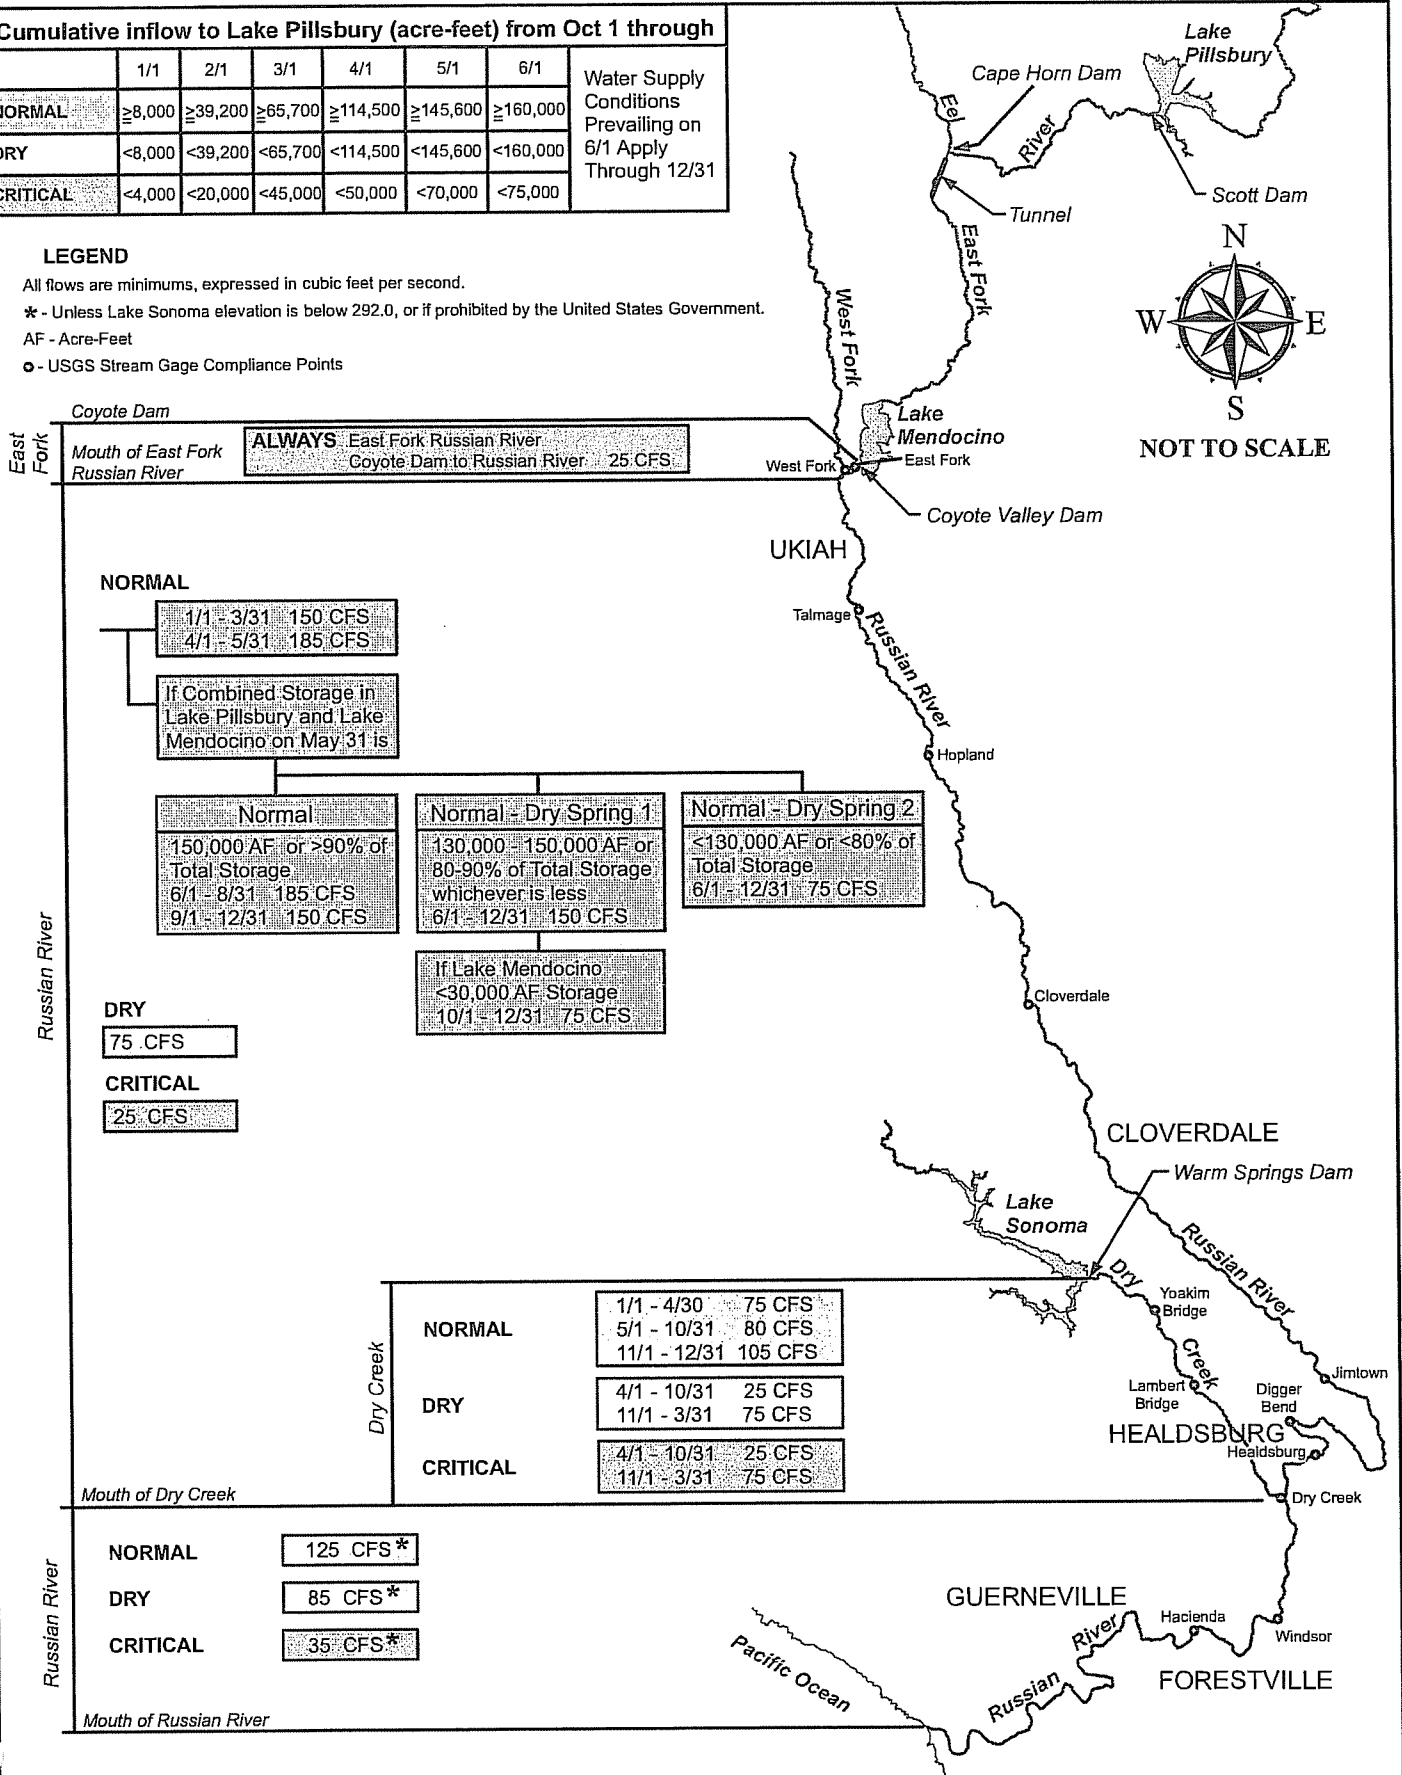 Cumulative inflow to Lake Pillsbury (acre-feet) from Oct 1 through
1/1 2/1 3/1 4/1 5/1 6/1
NORMAL ≥8,000 ≥39,200 ≥65,700 ≥114,500 ≥145,600 ≥160,000
DRY <8,000 <39,200 <65,700 <114,500 <145,600 <160,000
CRITICAL <4,000 <20,000 <45,000 <50,000 <70,000 <75,000
Water Supply
Conditions
Prevailing on
6/1 Apply
Through 12/31
LEGEND
All flows are minimums, expressed in cubic feet per second.
* - Unless Lake Sonoma elevation is below 292.0, or if prohibited by the United States Government.
AF - Acre-Feet
o - USGS Stream Gage Compliance Points
Lake
Pillsbury
Cape Horn Dam
Eel
River
Scott Dam
Tunnel
East Fork
West Fork
N
W E
S
NOT TO SCALE
East
Fork
Coyote Dam
Mouth of East Fork
Russian River
ALWAYS East Fork Russian River
Coyote Dam to Russian River 25 CFS
Lake
Mendocino
West Fork
East Fork
Coyote Valley Dam
UKIAH
Talmage
Russian River
Hopland
Cloverdale
Russian River
NORMAL
1/1 - 3/31 150 CFS
4/1 - 5/31 185 CFS
If Combined Storage in
Lake Pillsbury and Lake
Mendocino on May 31 is
Normal
150,000 AF or >90% of
Total Storage
6/1 - 8/31 185 CFS
9/1 - 12/31 150 CFS
Normal - Dry Spring 1
130,000 - 150,000 AF or
80-90% of Total Storage
whichever is less
6/1 - 12/31 150 CFS
If Lake Mendocino
<30,000 AF Storage
10/1 - 12/31 75 CFS
Normal - Dry Spring 2
<130,000 AF or <80% of
Total Storage
6/1 - 12/31 75 CFS
DRY
75 CFS
CRITICAL
25 CFS
CLOVERDALE
Warm Springs Dam
Lake
Sonoma
Dry
Creek
Russian River
Yoakim
Bridge
Lambert
Bridge
Digger
Bend
Jimtown
HEALDSBURG
Healdsburg
Dry Creek
Dry Creek
NORMAL
1/1 - 4/30 75 CFS
5/1 - 10/31 80 CFS
11/1 - 12/31 105 CFS
DRY
4/1 - 10/31 25 CFS
11/1 - 3/31 75 CFS
CRITICAL
4/1 - 10/31 25 CFS
11/1 - 3/31 75 CFS
Mouth of Dry Creek
Russian River
NORMAL 125 CFS*
DRY 85 CFS*
CRITICAL 35 CFS*
Mouth of Russian River
GUERNEVILLE
Hacienda
Windsor
FORESTVILLE
Russian
River
Pacific Ocean